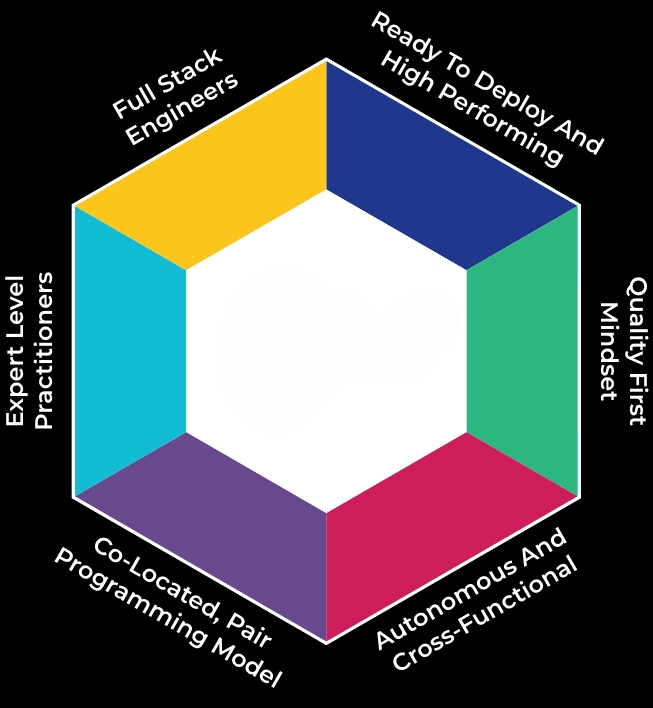 Full Stack
Engineers
Ready To Deploy And
High Performing
Quality First
Mindset
Autonomous And
Cross-Functional
Co-Located, Pair
Programming Model
Expert Level
Practitioners